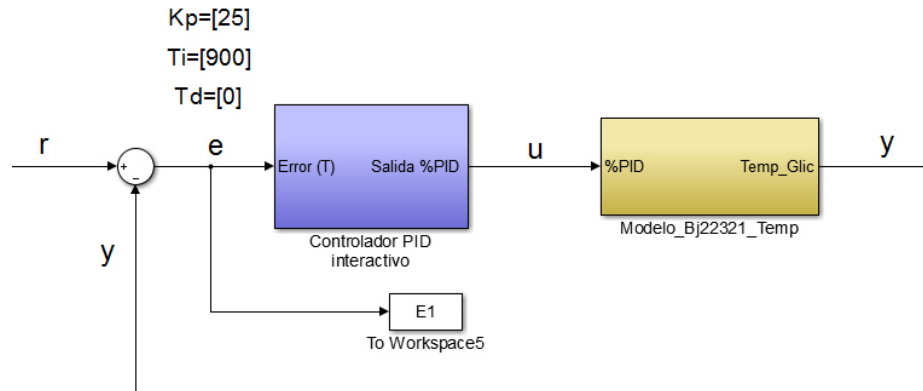 Kp=[25]
Ti=[900]
Td=[0]
r
+
−
e
Error (T)
Salida %PID
u
%PID
Temp_Glic
y
Controlador PID
interactivo
Modelo_Bj22321_Temp
y
E1
To Workspace5